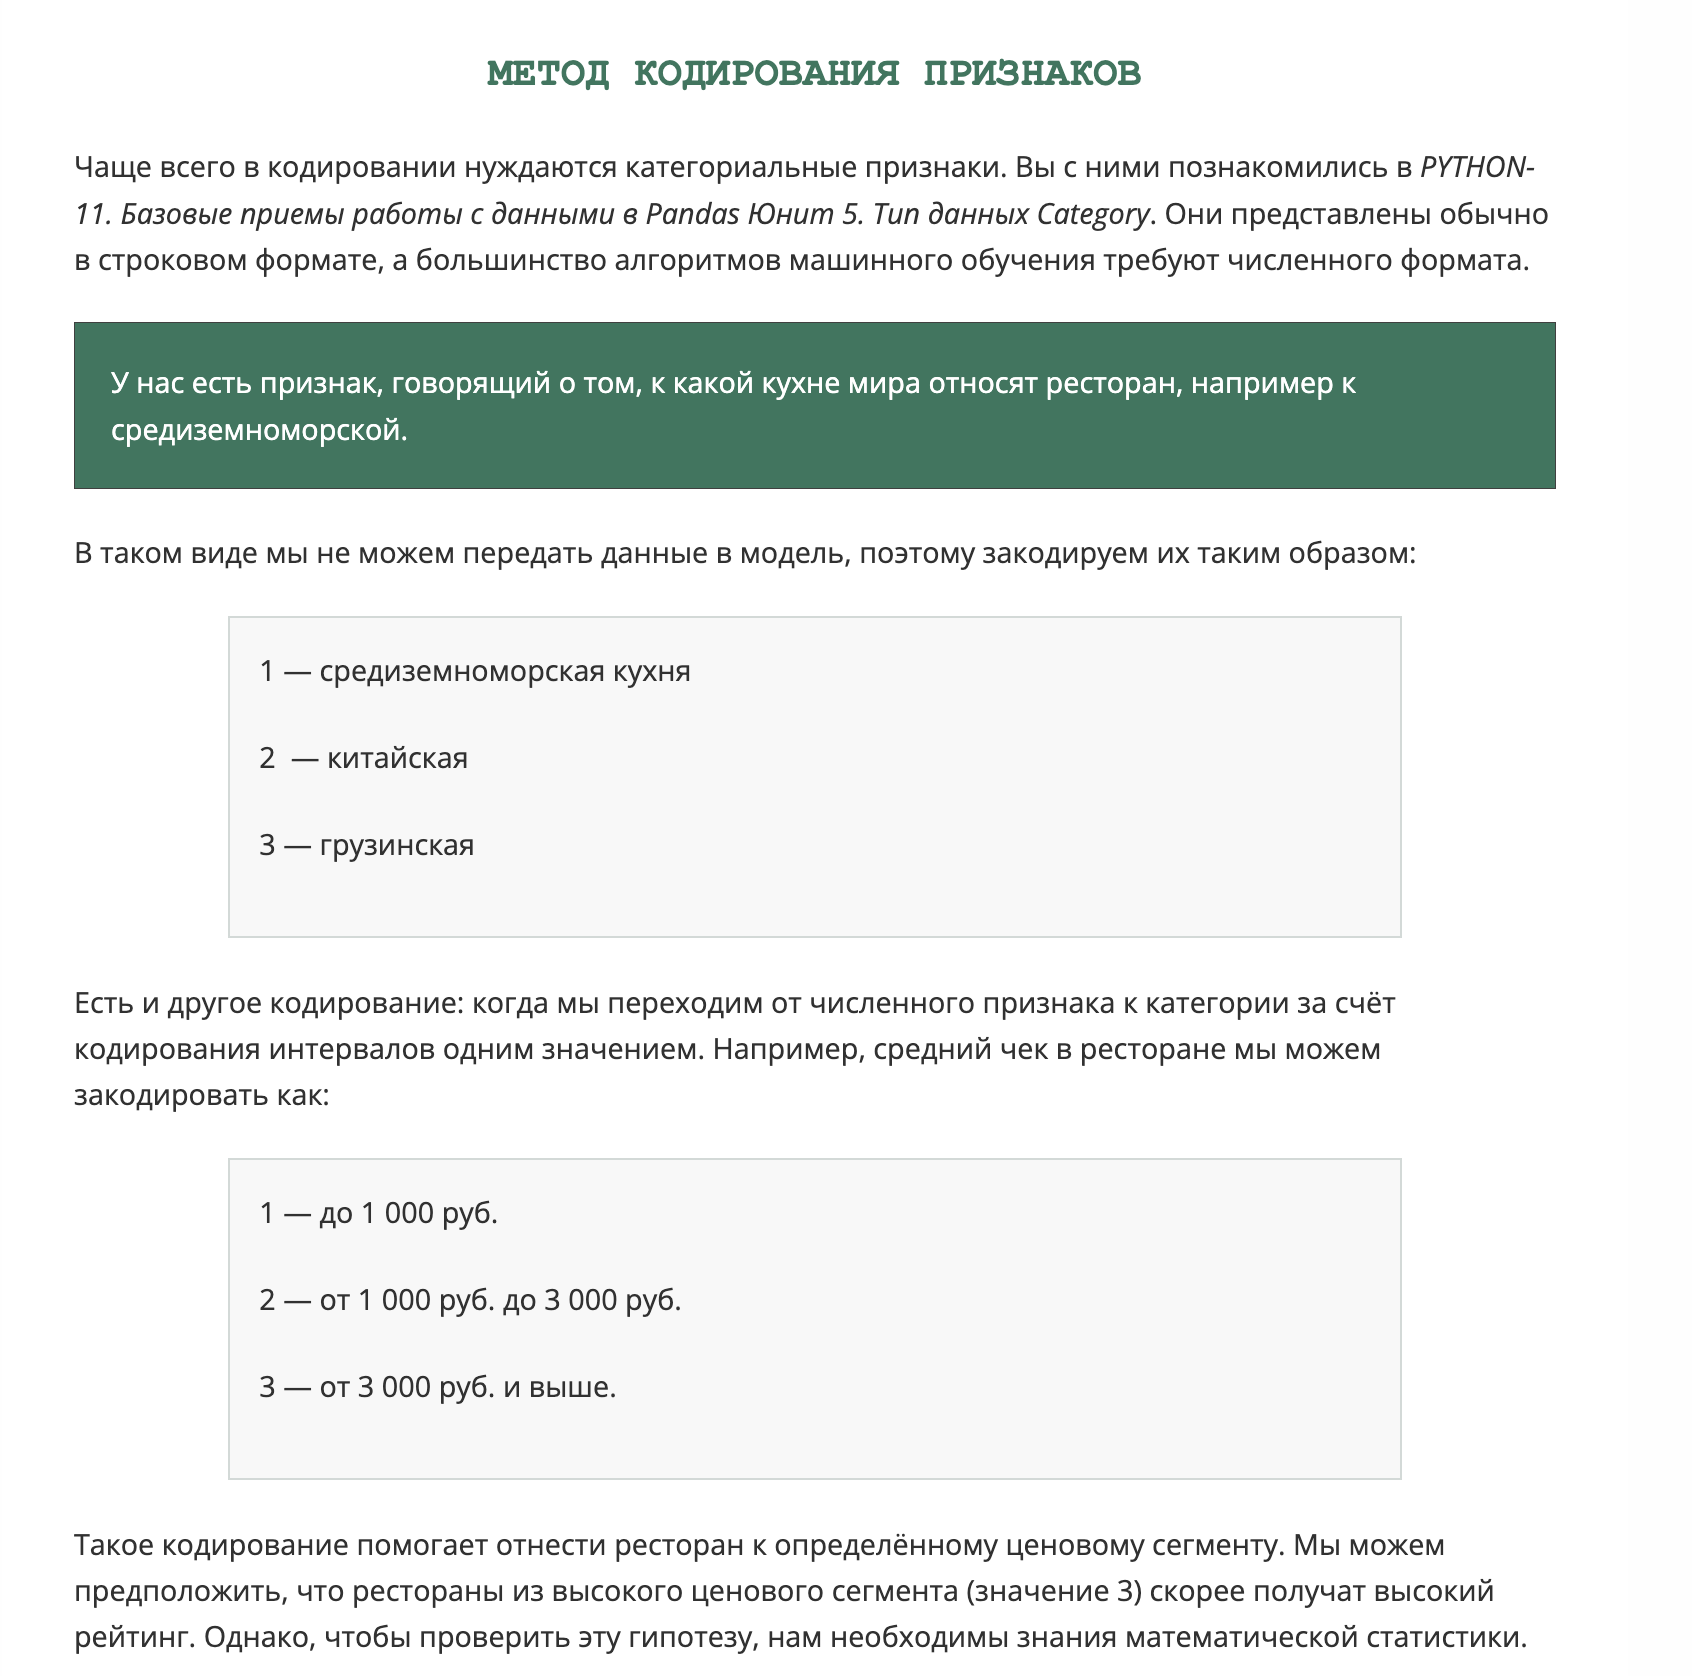 МЕТОД КОДИРОВАНИЯ ПРИЗНАКОВ
Чаще всего в кодировании нуждаются категориальные признаки. Вы с ними познакомились в PYTHON-
11. Базовые приемы работы с данными в Pandas Юнит 5. Тип данных Category. Они представлены обычно
в строковом формате, а большинство алгоритмов машинного обучения требуют численного формата.
У нас есть признак, говорящий о том, к какой кухне мира относят ресторан, например к
средиземноморской.
В таком виде мы не можем передать данные в модель, поэтому закодируем их таким образом:
1 — средиземноморская кухня
2 — китайская
3 — грузинская
Есть и другое кодирование: когда мы переходим от численного признака к категории за счёт
кодирования интервалов одним значением. Например, средний чек в ресторане мы можем
закодировать как:
1 — до 1 000 руб.
2 — от 1 000 руб. до 3 000 руб.
3 — от 3 000 руб. и выше.
Такое кодирование помогает отнести ресторан к определённому ценовому сегменту. Мы можем
предположить, что рестораны из высокого ценового сегмента (значение 3) скорее получат высокий
рейтинг. Однако, чтобы проверить эту гипотезу, нам необходимы знания математической статистики.